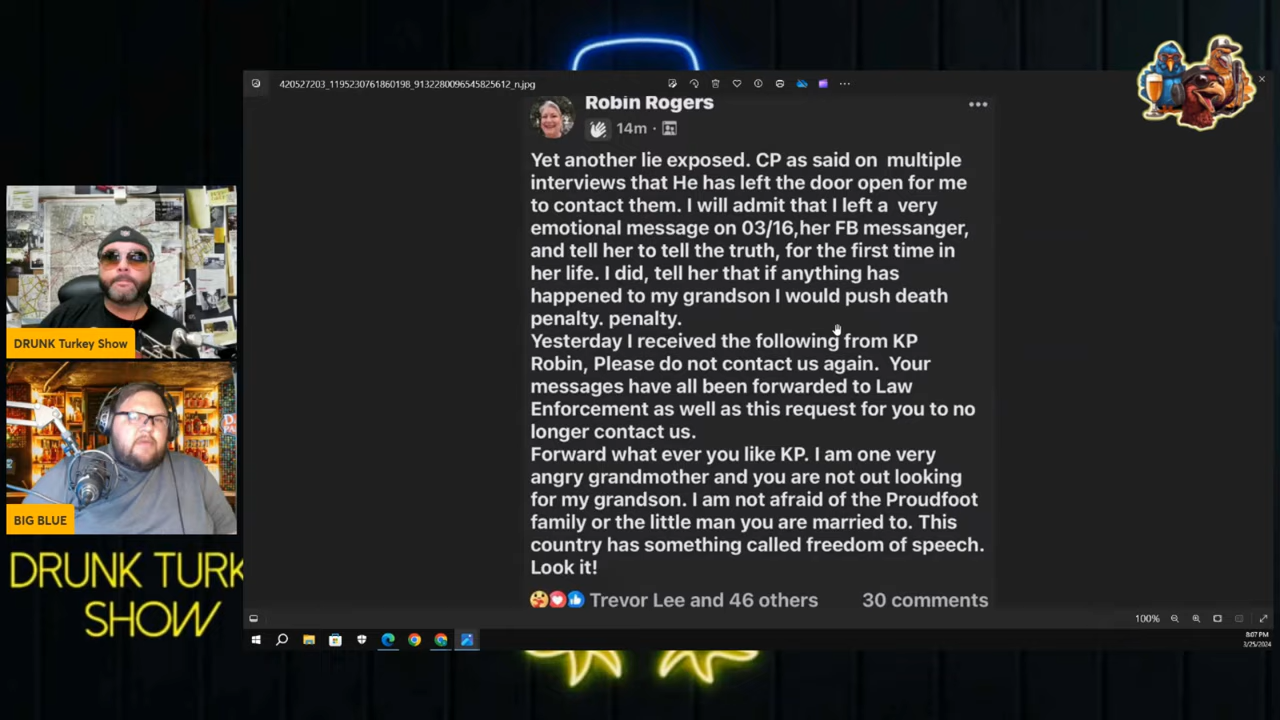 420527203_1195230761860198_9132280096545825612_n.jpg
Robin Rogers
14m
Yet another lie exposed. CP as said on multiple
interviews that He has left the door open for me
to contact them. I will admit that I left a very
emotional message on 03/16,her FB messanger,
and tell her to tell the truth, for the first time in
her life. I did, tell her that if anything has
happened to my grandson I would push death
penalty. penalty.
Yesterday I received the following from KP
Robin, Please do not contact us again. Your
messages have all been forwarded to Law
Enforcement as well as this request for you to no
longer contact us.
Forward what ever you like KP. I am one very
angry grandmother and you are not out looking
for my grandson. I am not afraid of the Proudfoot
family or the little man you are married to. This
country has something called freedom of speech.
Look it!
Trevor Lee and 46 others
30 comments
100%
8:07 PM
3/25/2024
DRUNK Turkey Show
BIG BLUE
DRUNK TURK
SHOW